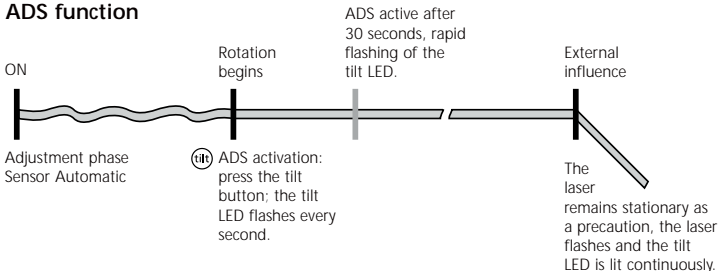 ADS function
ON
Adjustment phase
Sensor Automatic
Rotation
begins
tilt
ADS activation:
press the tilt
button; the tilt
LED flashes every
second.
ADS active after
30 seconds, rapid
flashing of the
tilt LED.
External
influence
The
laser
remains stationary as
a precaution, the laser
flashes and the tilt
LED is lit continuously.